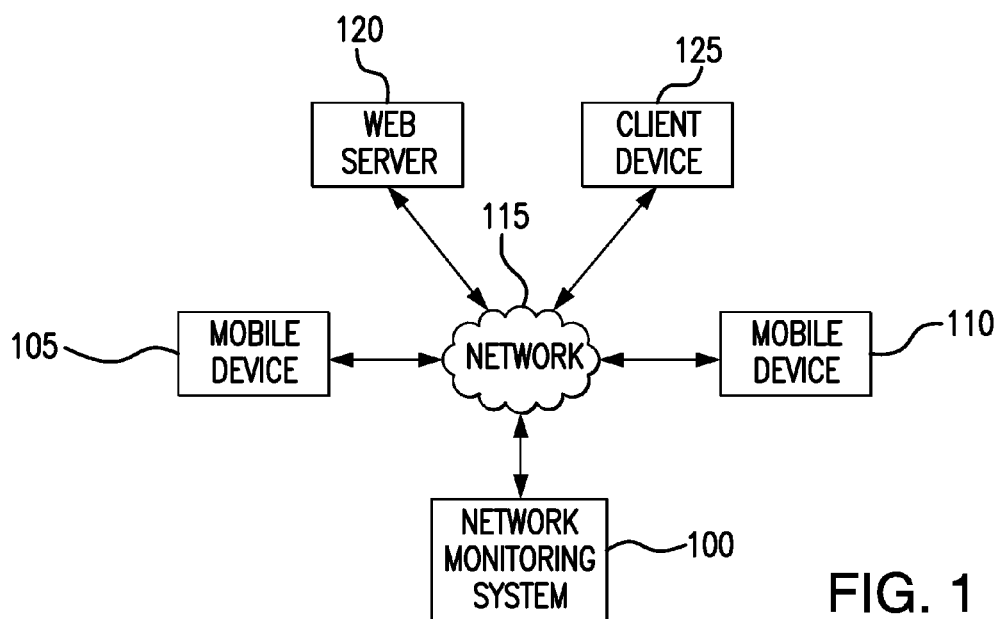 120
125
WEB
SERVER
CLIENT
DEVICE
115
105
MOBILE
DEVICE
NETWORK
MOBILE
DEVICE
110
NETWORK
MONITORING
SYSTEM
100
FIG. 1